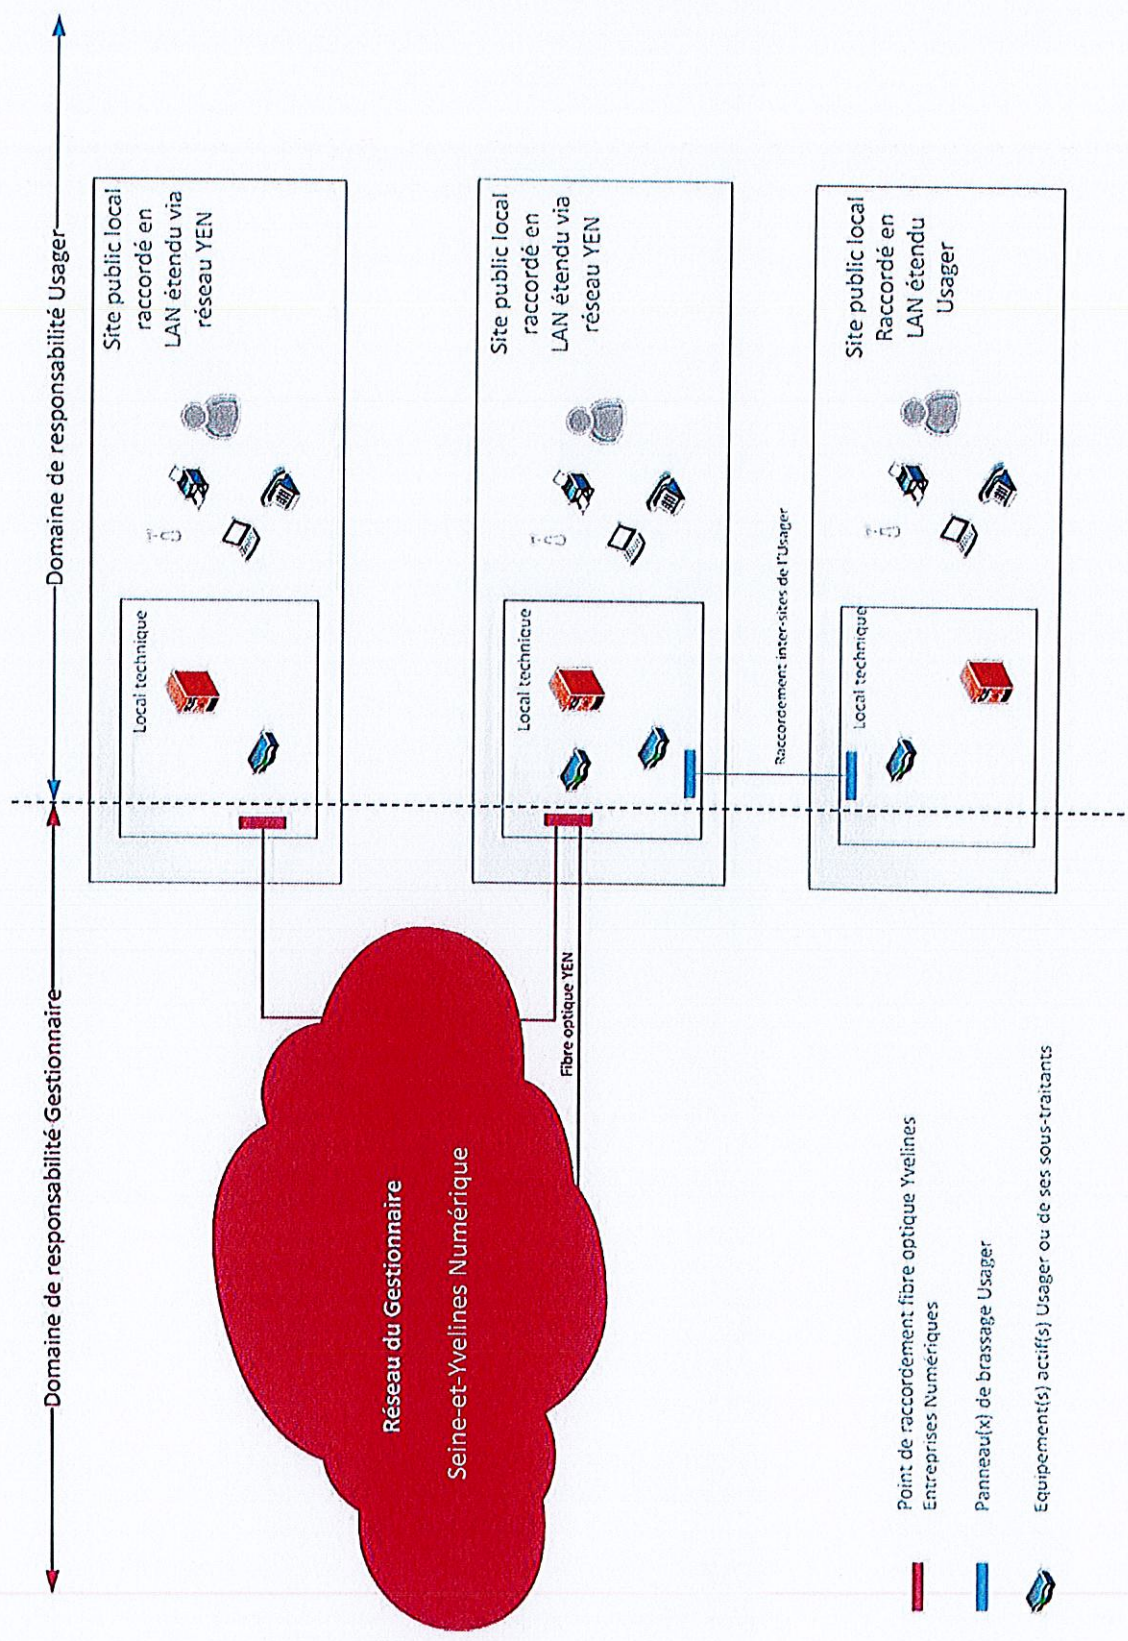 Domaine de responsabilité Gestionnaire
Domaine de responsabilité Usager
Site public local
raccordé en
LAN étendu via
réseau YEN
Local technique
Site public local
raccordé en
LAN étendu via
réseau YEN
Local technique
Réseau du Gestionnaire
Seine-et-Yvelines Numérique
Fibre optique YEN
Raccordement inter-sites de l'Usager
Site public local
Raccordé en
LAN étendu
Usager
Local technique
Point de raccordement fibre optique Yvelines
Entreprises Numériques
Panneau(x) de brassage Usager
Equipement(s) actif(s) Usager ou de ses sous-traitants